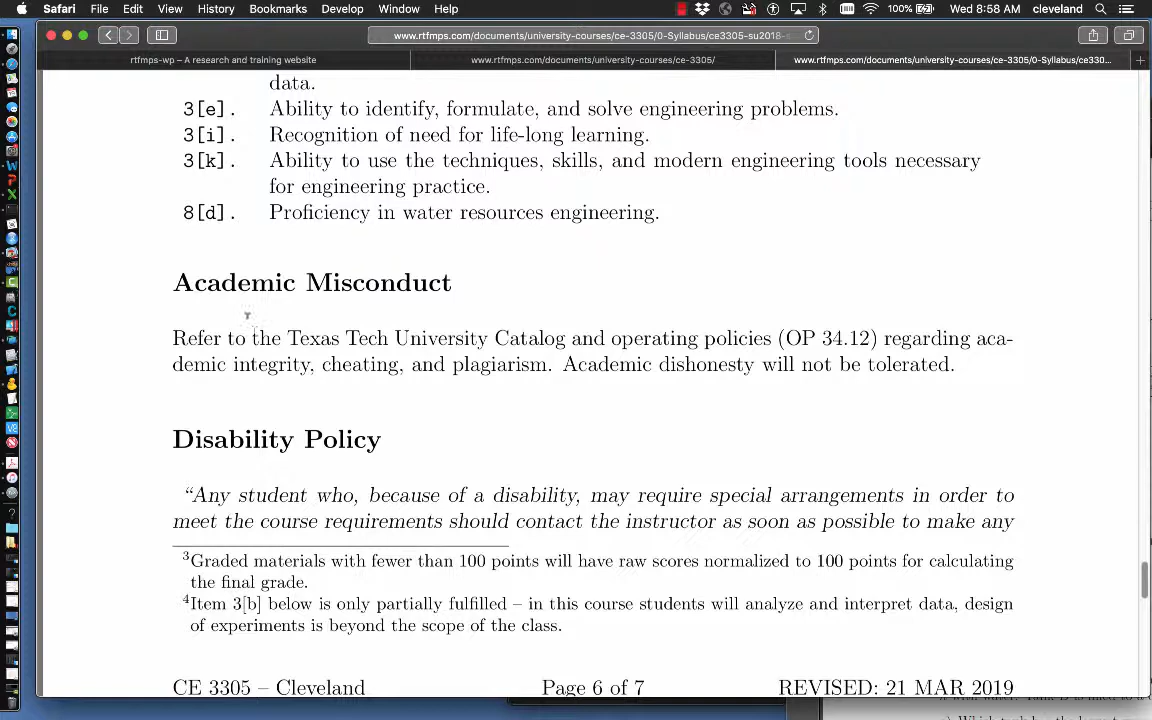 Safari File Edit View History Bookmarks Develop Window Help 100% Wed 8:58 AM cleveland
www.rtfmps.com/documents/university-courses/ce-3305/0-Syllabus/ce3305-su2018-s
rtfmps-wp – A research and training website www.rtfmps.com/documents/university-courses/ce-3305/ www.rtfmps.com/documents/university-courses/ce-3305/0-Syllabus/ce330...
data.
3[e]. Ability to identify, formulate, and solve engineering problems.
3[i]. Recognition of need for life-long learning.
3[k]. Ability to use the techniques, skills, and modern engineering tools necessary
for engineering practice.
8[d]. Proficiency in water resources engineering.
Academic Misconduct
Refer to the Texas Tech University Catalog and operating policies (OP 34.12) regarding aca-
demic integrity, cheating, and plagiarism. Academic dishonesty will not be tolerated.
Disability Policy
“Any student who, because of a disability, may require special arrangements in order to
meet the course requirements should contact the instructor as soon as possible to make any
3Graded materials with fewer than 100 points will have raw scores normalized to 100 points for calculating
the final grade.
4Item 3[b] below is only partially fulfilled – in this course students will analyze and interpret data, design
of experiments is beyond the scope of the class.
CE 3305 – Cleveland Page 6 of 7 REVISED: 21 MAR 2019